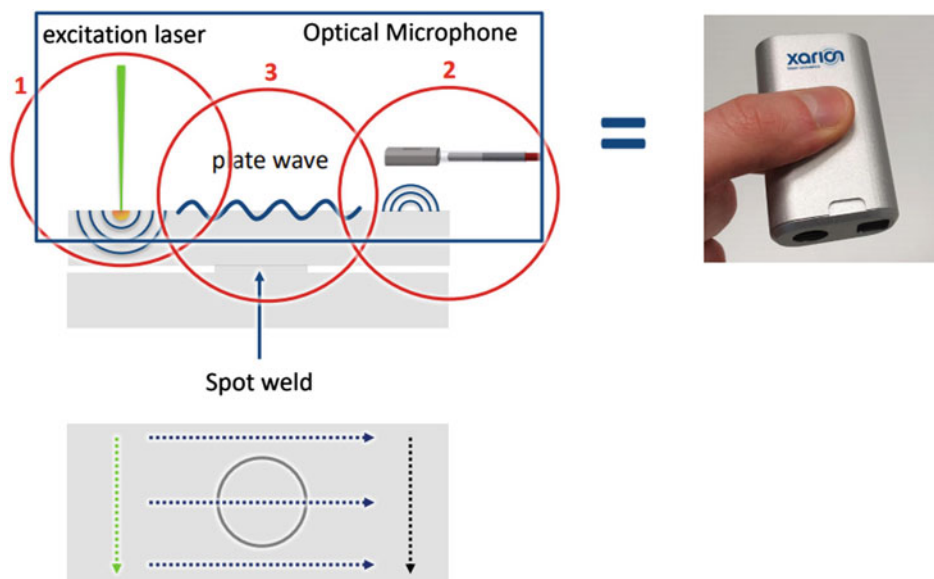 excitation laser
Optical Microphone
1
3
2
plate wave
=
xarion
Spot weld